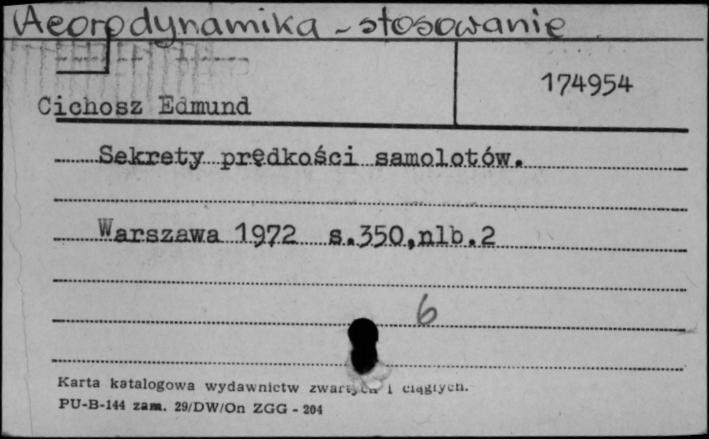 Aeorodynamika - stosowanie
174954
Cichosz Edmund
Sekrety prędkości samolotów.
Warszawa 1972 s.350,nlb.2
6
Karta katalogowa wydawnictw zwartych i ciągłych.
PU-B-144 zam. 29/DW/On ZGG - 204